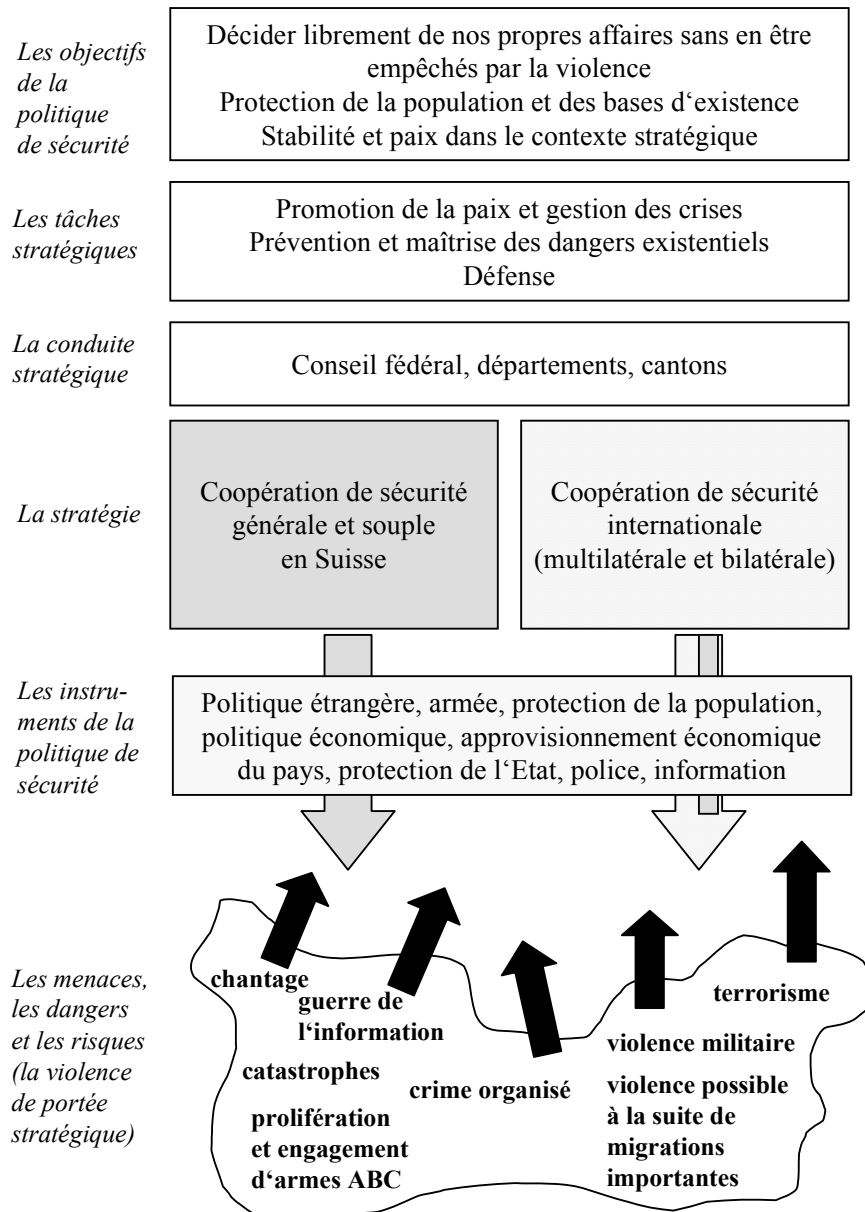 Les objectifs
de la
politique
de sécurité
Décider librement de nos propres affaires sans en être
empêchés par la violence
Protection de la population et des bases d‘existence
Stabilité et paix dans le contexte stratégique
Les tâches
stratégiques
Promotion de la paix et gestion des crises
Prévention et maîtrise des dangers existentiels
Défense
La conduite
stratégique
Conseil fédéral, départements, cantons
La stratégie
Coopération de sécurité
générale et souple
en Suisse
Coopération de sécurité
internationale
(multilatérale et bilatérale)
Les instru-
ments de la
politique de
sécurité
Politique étrangère, armée, protection de la population,
politique économique, approvisionnement économique
du pays, protection de l‘Etat, police, information
Les menaces,
les dangers
et les risques
(la violence
de portée
stratégique)
chantage
guerre de
l‘information
catastrophes
prolifération
et engagement
d‘armes ABC
crime organisé
terrorisme
violence militaire
violence possible
à la suite de
migrations
importantes